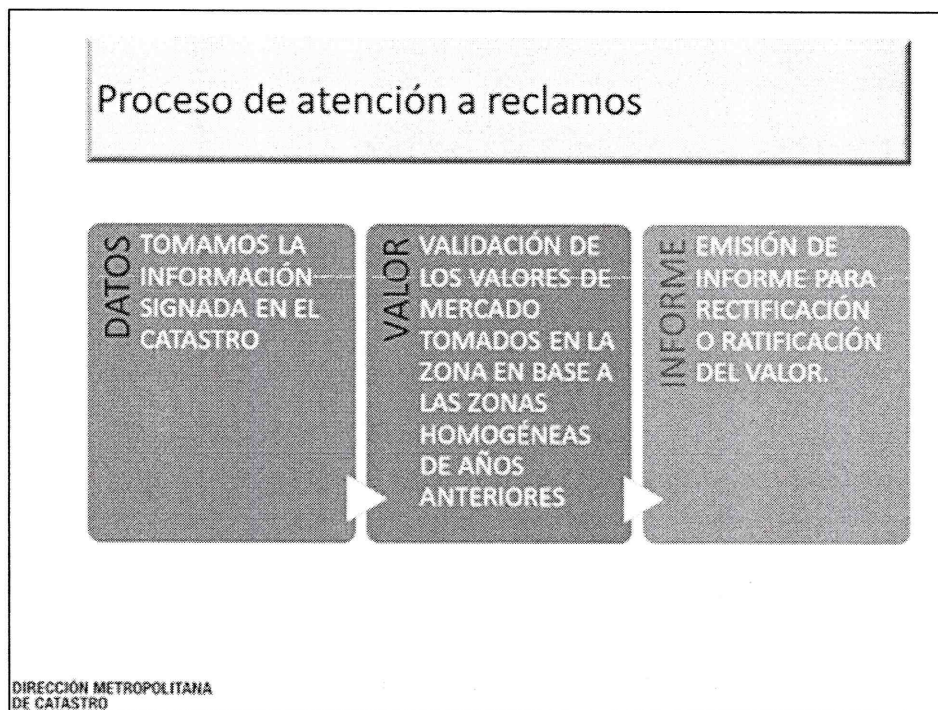 Proceso de atención a reclamos
DATOS
TOMAMOS LA
INFORMACIÓN
SIGNADA EN EL
CATASTRO
VALOR
VALIDACIÓN DE
LOS VALORES DE
MERCADO
TOMADOS EN LA
ZONA EN BASE A
LAS ZONAS
HOMOGÉNEAS
DE AÑOS
ANTERIORES
INFORME
EMISIÓN DE
INFORME PARA
RECTIFICACIÓN
O RATIFICACIÓN
DEL VALOR.
DIRECCIÓN METROPOLITANA
DE CATASTRO